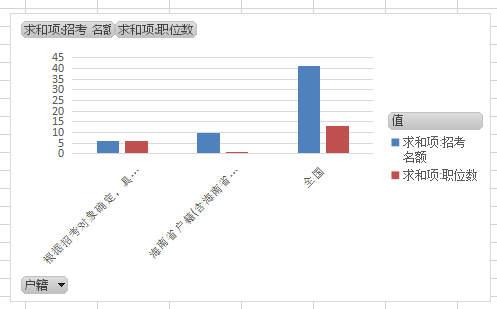 求和项:招考 名额 求和项:职位数
45
40
35
30
25
20
15
10
5
0
根据招考对象确定，具…
海南省户籍(含海南省…
全国
值
求和项:招考
名额
求和项:职位数
户籍